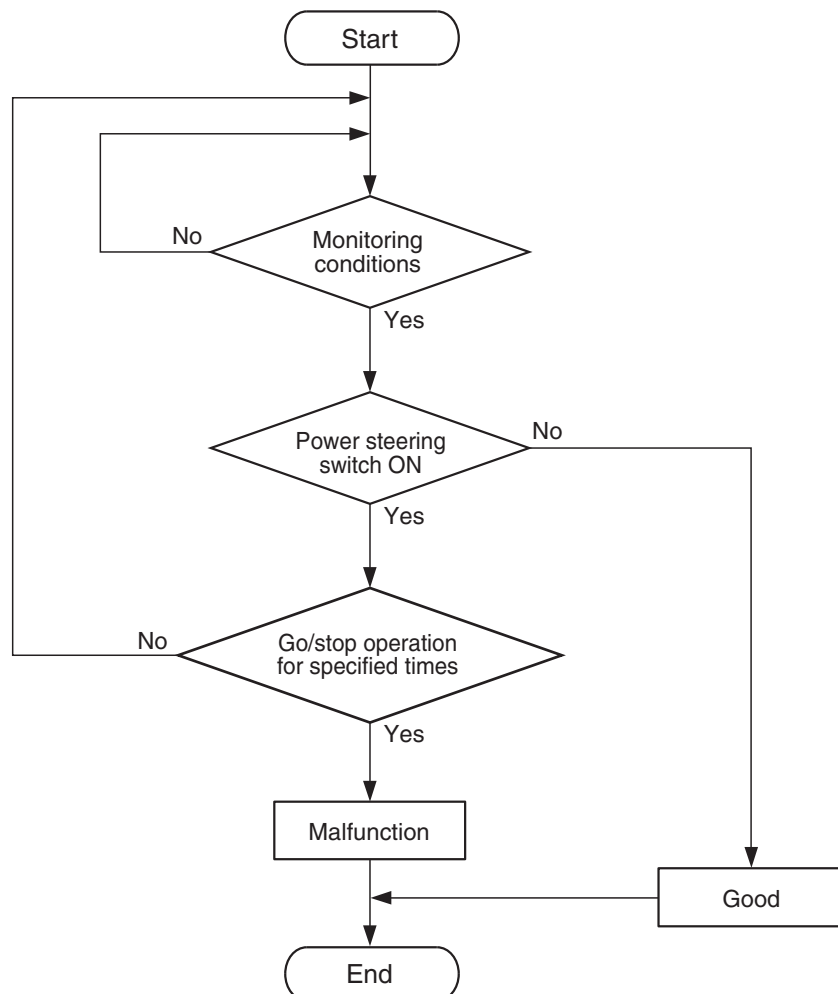 Start
No
Monitoring
conditions
Yes
Power steering
switch ON
No
Yes
No
Go/stop operation
for specified times
Yes
Malfunction
Good
End